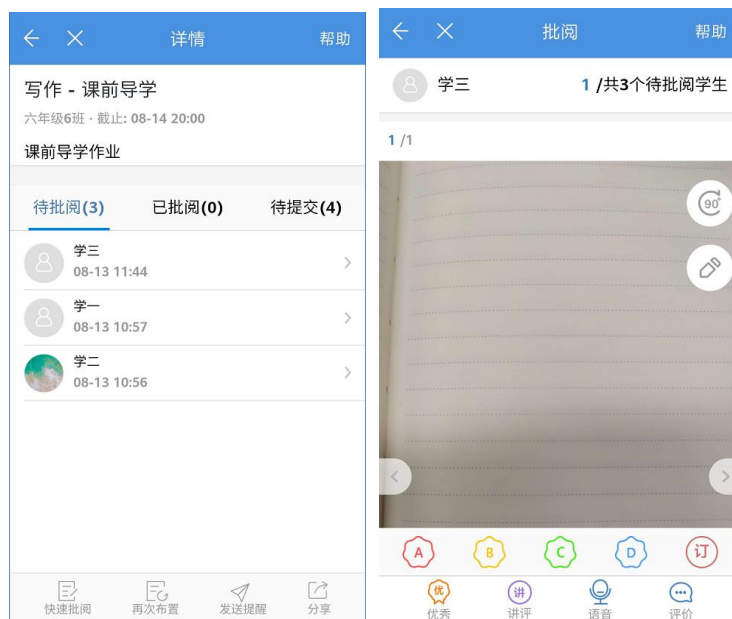 详情
帮助
写作 - 课前导学
六年级6班 · 截止: 08-14 20:00
课前导学作业
待批阅(3)
已批阅(0)
待提交(4)
学三
08-13 11:44
学一
08-13 10:57
学二
08-13 10:56
快速批阅
再次布置
发送提醒
分享
批阅
帮助
学三
1 /共3个待批阅学生
1 /1
90°
A
B
C
D
订
优
讲
优秀
讲评
语音
评价